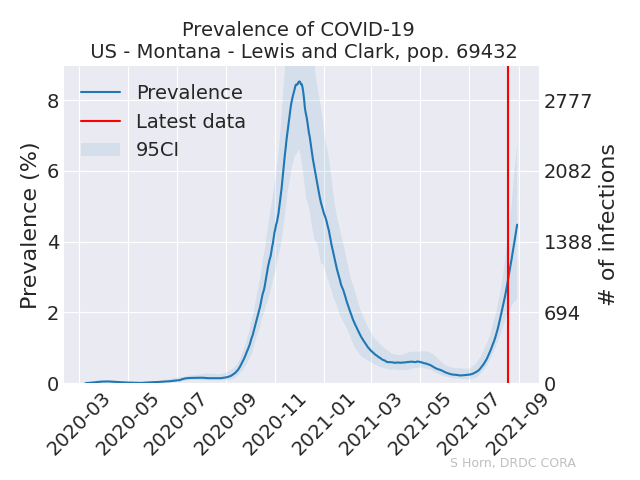 Prevalence of COVID-19
US - Montana - Lewis and Clark, pop. 69432
Prevalence
Latest data
95CI
Prevalence (%)
8
6
4
2
0
# of infections
2777
2082
1388
694
0
2020-03
2020-05
2020-07
2020-09
2020-11
2021-01
2021-03
2021-05
2021-07
2021-09
S Horn, DRDC CORA